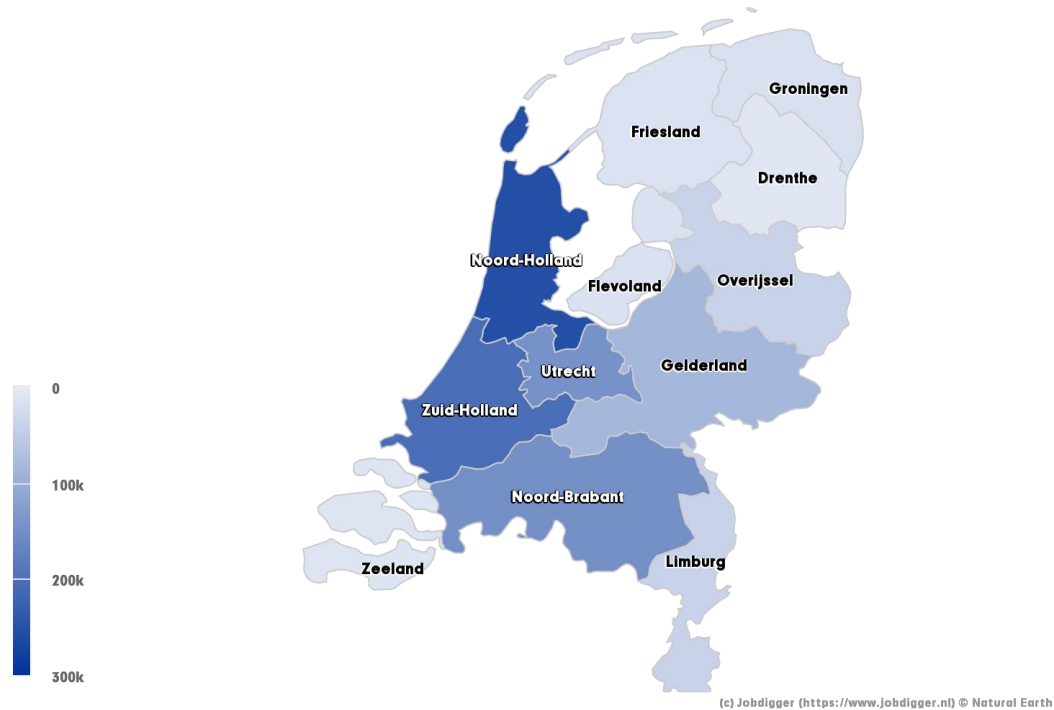 Groningen
Friesland
Drenthe
Noord-Holland
Overijssel
Flevoland
Gelderland
Utrecht
0
Zuid-Holland
100k
Noord-Brabant
Limburg
Zeeland
200k
300k
(c) Jobdigger (https://www.jobdigger.nl) © Natural Earth